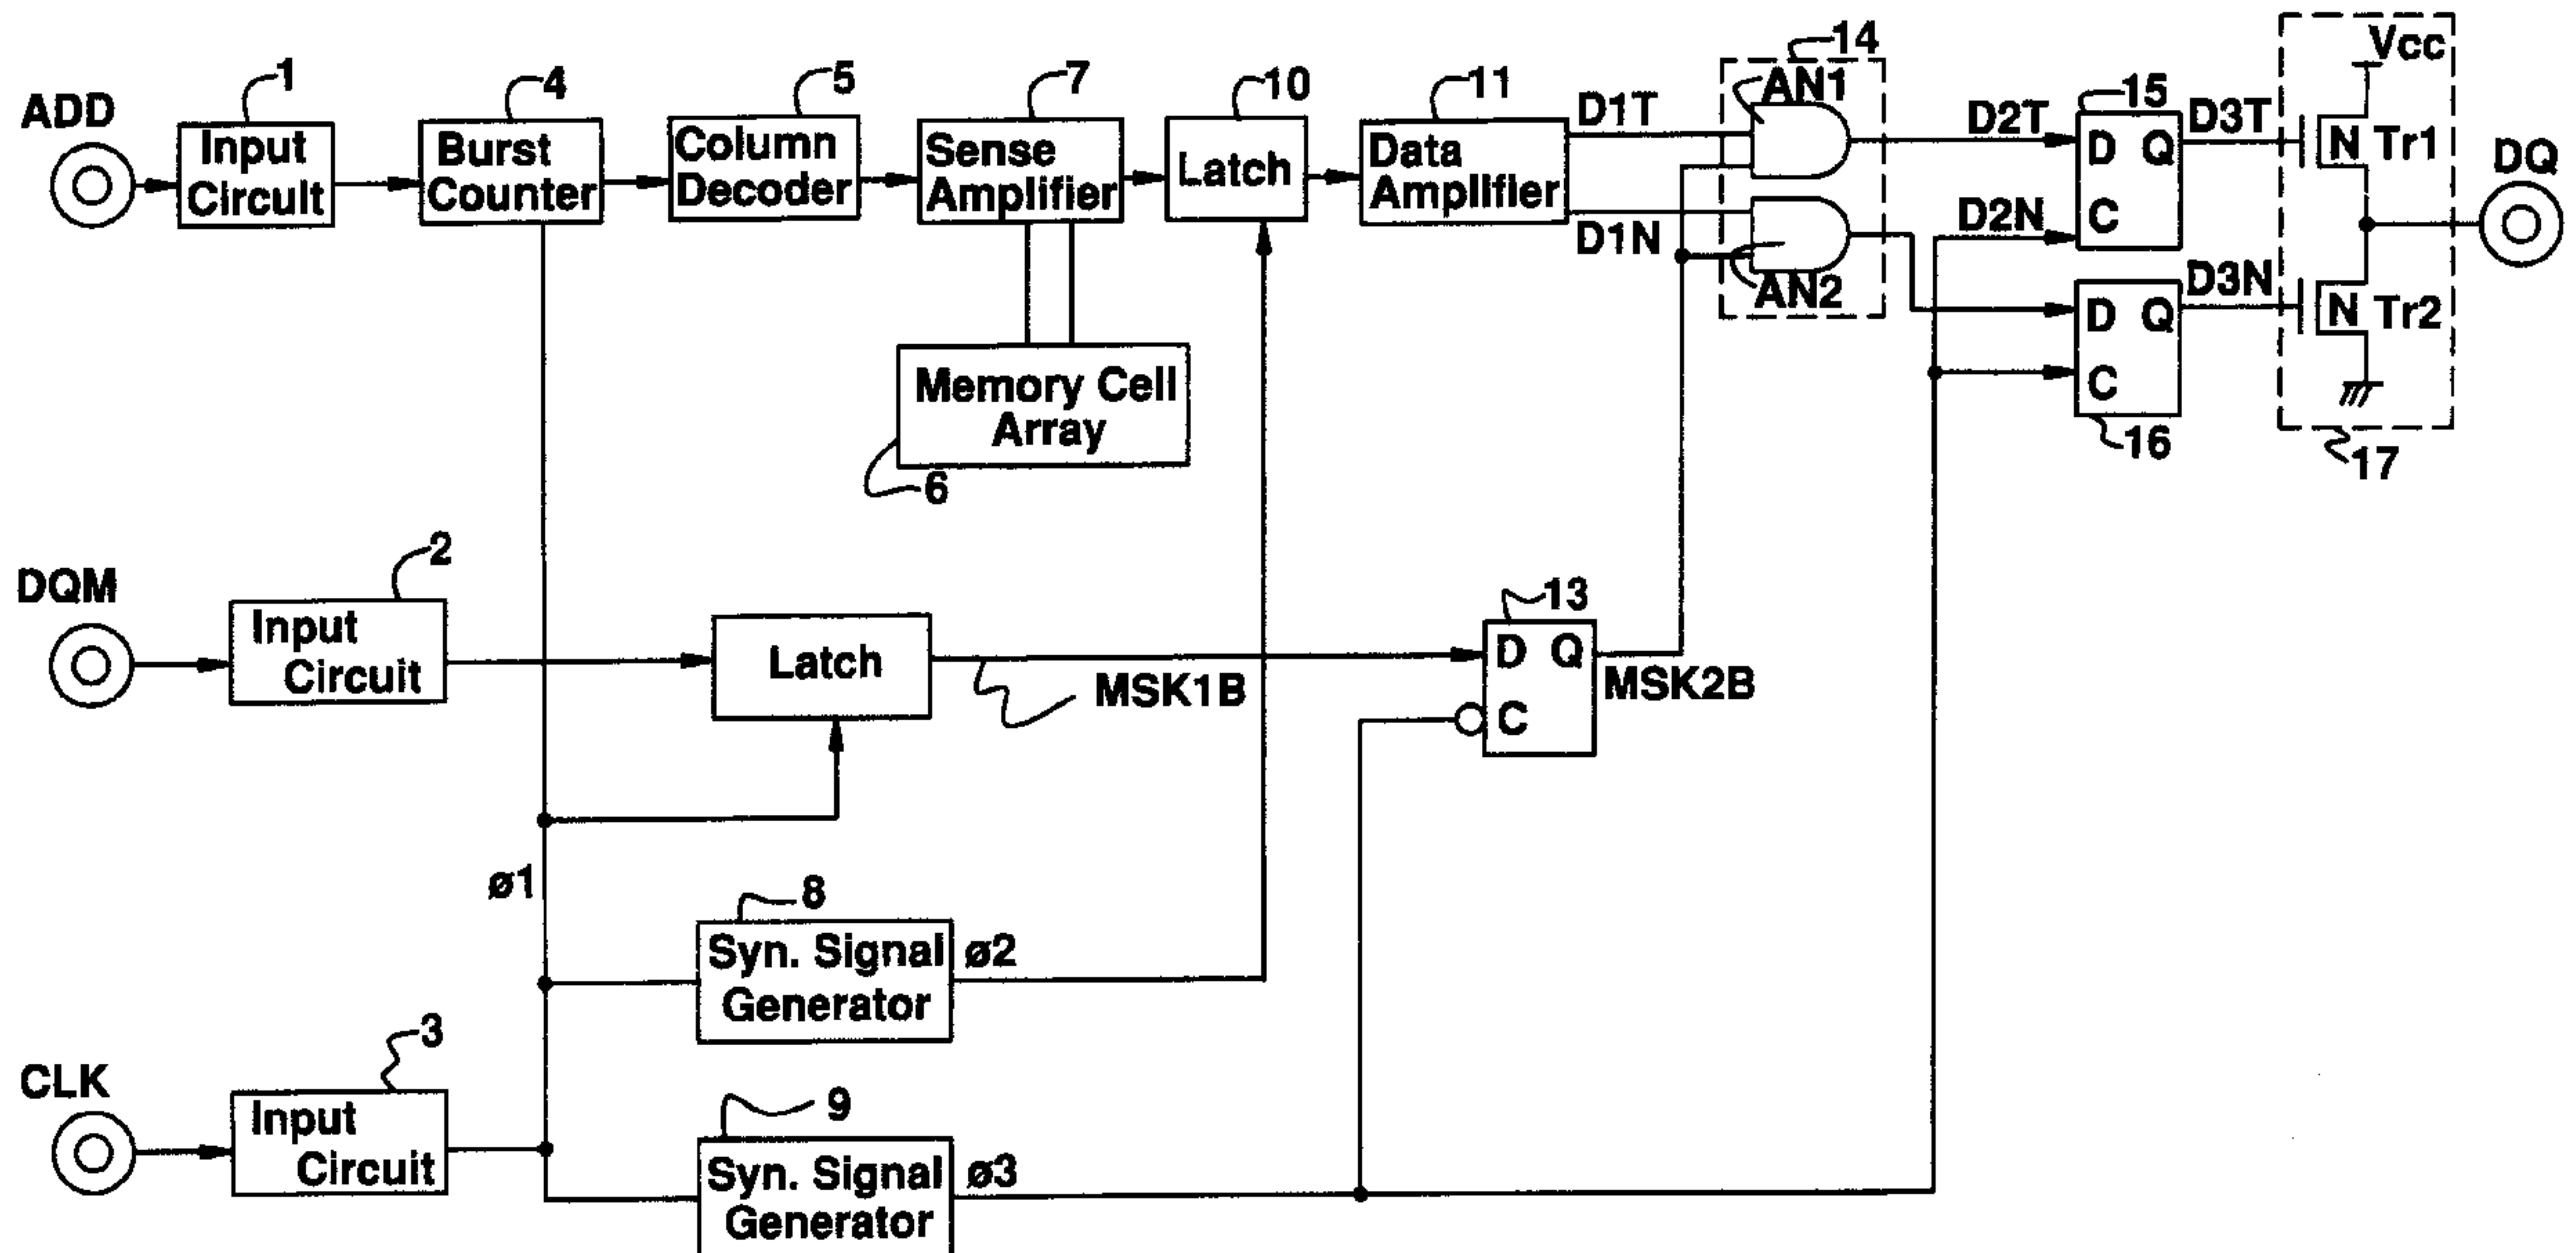 ADD
1
Input
Circuit
4
Burst
Counter
5
Column
Decoder
7
Sense
Amplifier
10
Latch
11
Data
Amplifier
D1T
D1N
14
AN1
AN2
D2T
D2N
15
D Q
C
D3T
D Q
C
16
D3N
Vcc
N Tr1
N Tr2
17
DQ
Memory Cell
Array
6
DQM
2
Input
Circuit
Latch
MSK1B
13
D Q
C
MSK2B
ø1
8
Syn. Signal
Generator
ø2
CLK
3
Input
Circuit
9
Syn. Signal
Generator
ø3